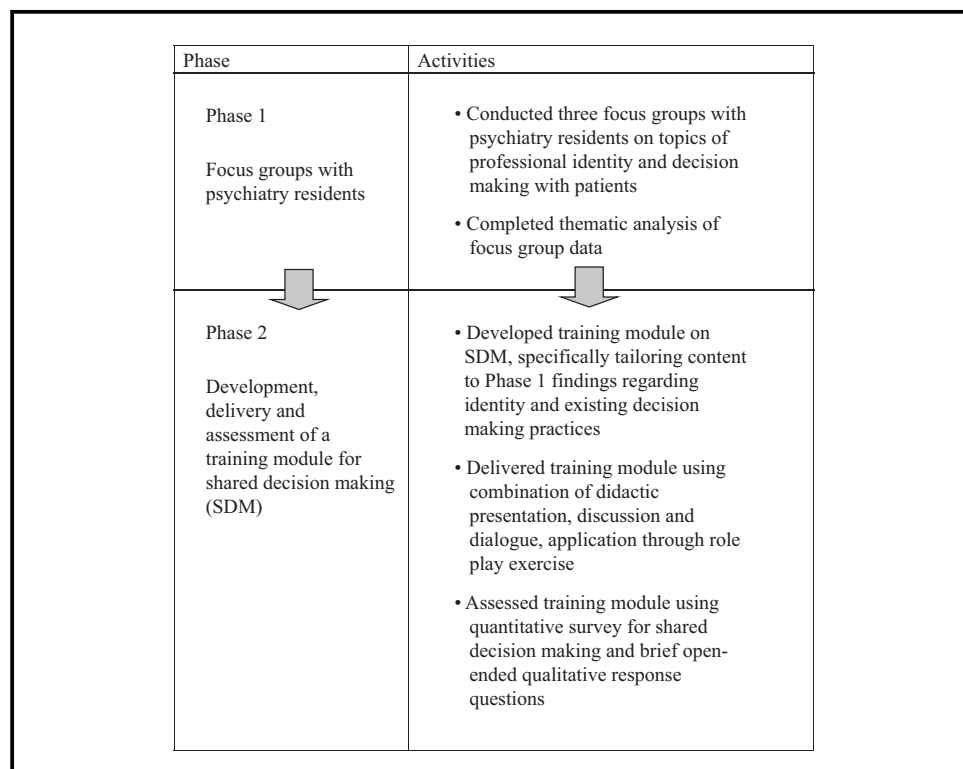 Phase
Activities
Phase 1
Focus groups with
psychiatry residents
• Conducted three focus groups with
psychiatry residents on topics of
professional identity and decision
making with patients
• Completed thematic analysis of
focus group data
Phase 2
Development,
delivery and
assessment of a
training module for
shared decision making
(SDM)
• Developed training module on
SDM, specifically tailoring content
to Phase 1 findings regarding
identity and existing decision
making practices
• Delivered training module using
combination of didactic
presentation, discussion and
dialogue, application through role
play exercise
• Assessed training module using
quantitative survey for shared
decision making and brief open-
ended qualitative response
questions